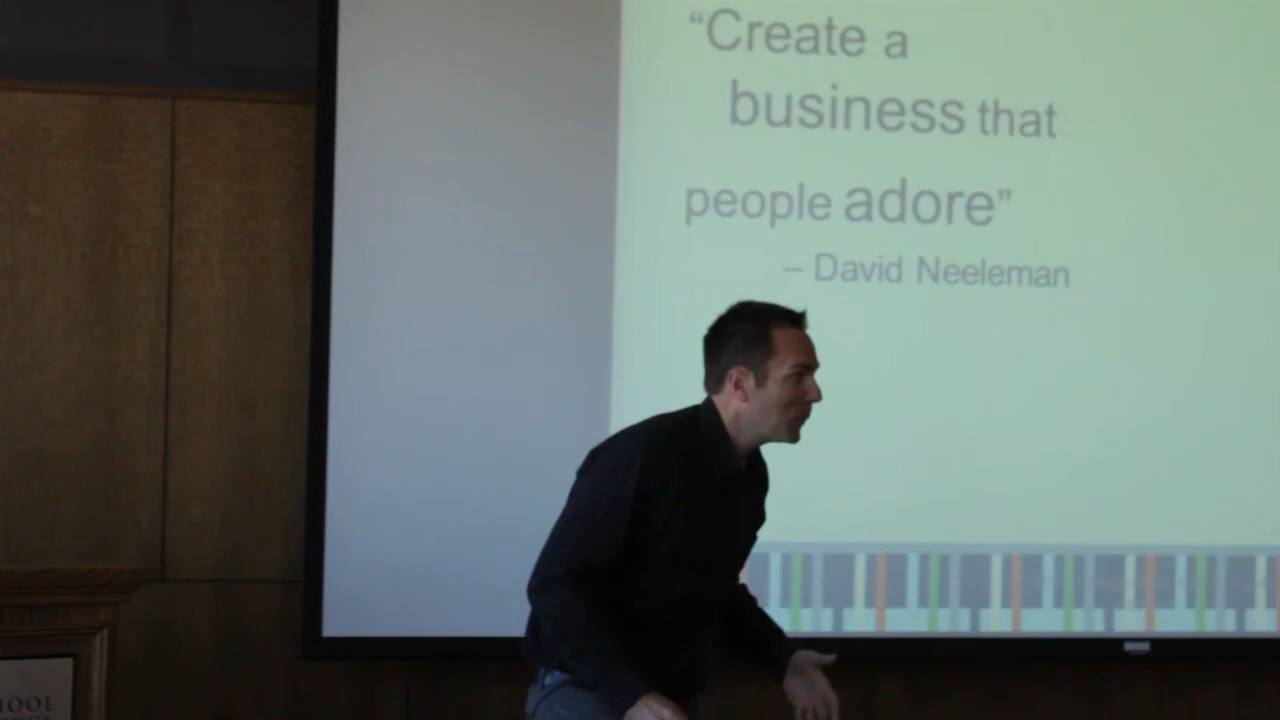 “Create a
business that
people adore”
– David Neeleman